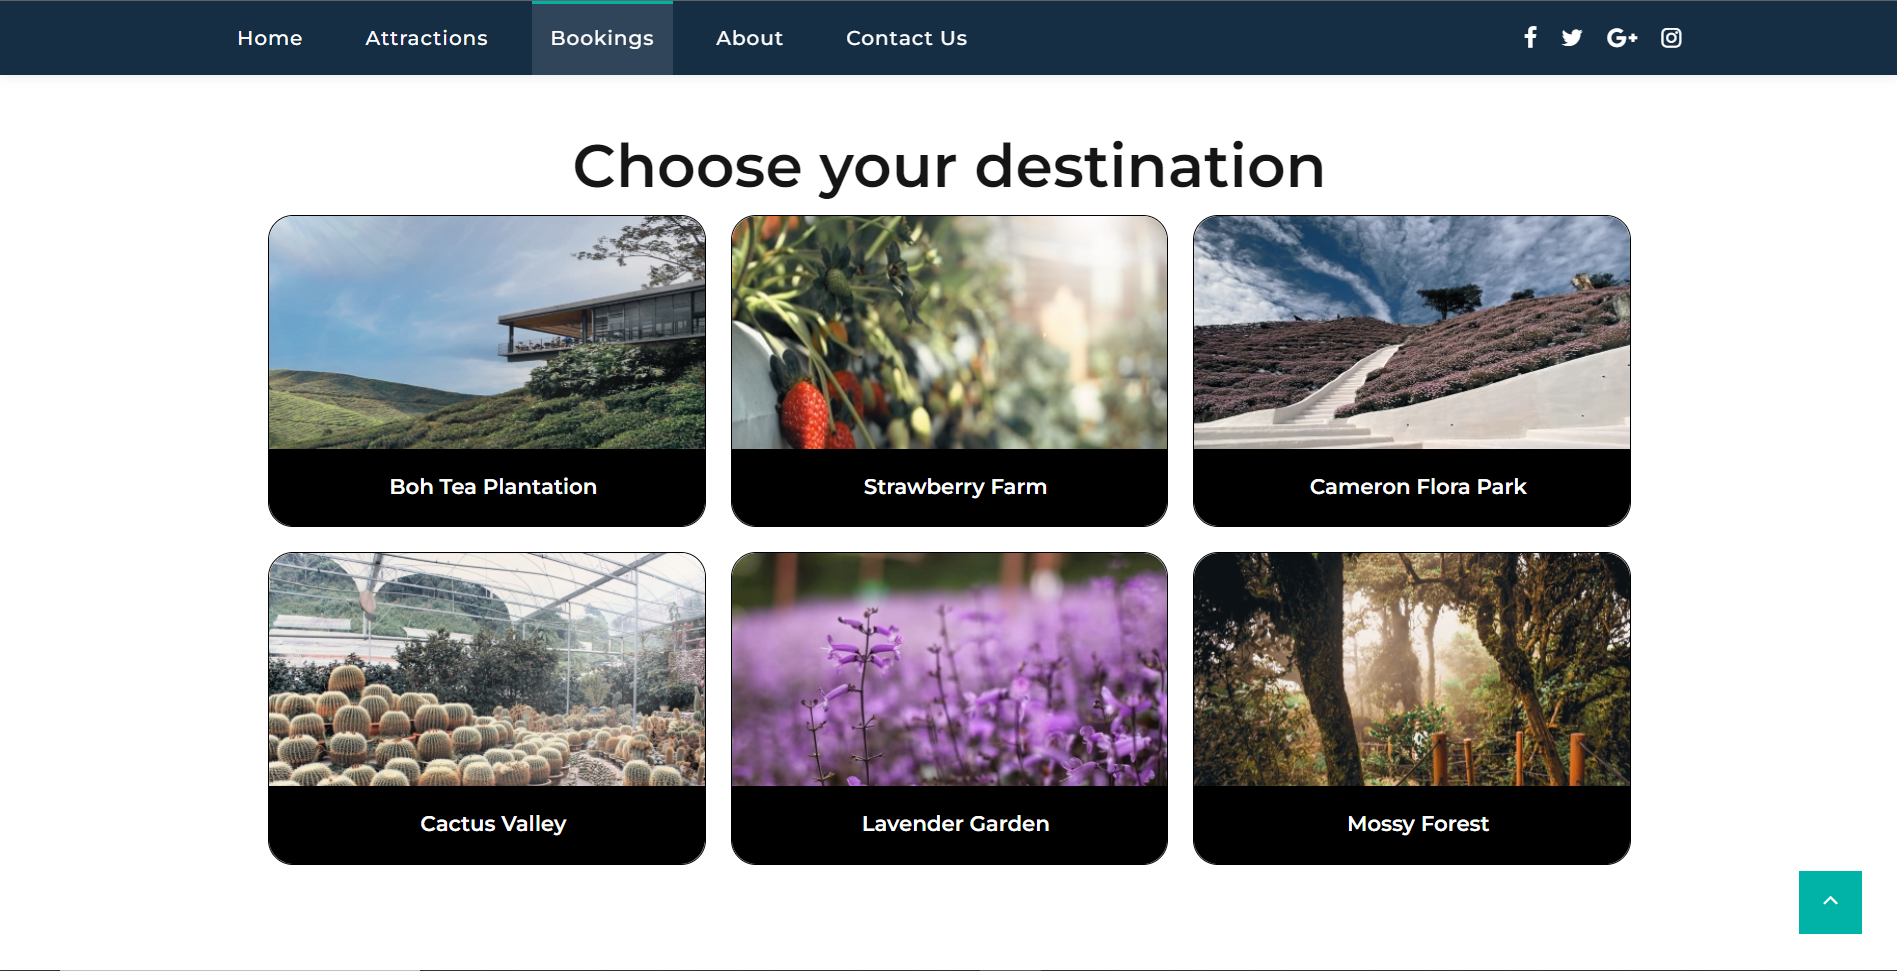 Home Attractions Bookings About Contact Us
Choose your destination
Boh Tea Plantation Strawberry Farm Cameron Flora Park
Cactus Valley Lavender Garden Mossy Forest